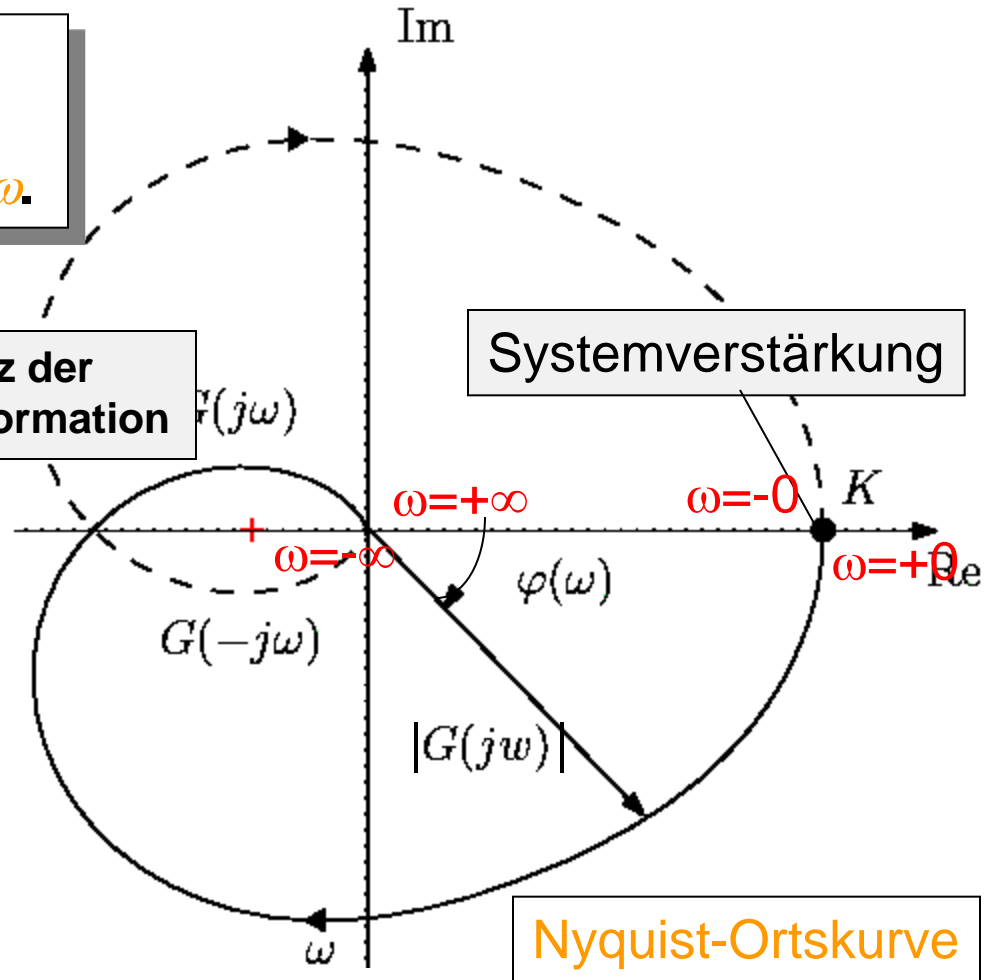 Im
ω.
Systemverstärkung
z der
ormation
G(jω)
ω=+∞
ω=-0
K
ω=-∞
ω=+0
Re
φ(ω)
G(-jω)
|G(jw)|
ω
Nyquist-Ortskurve